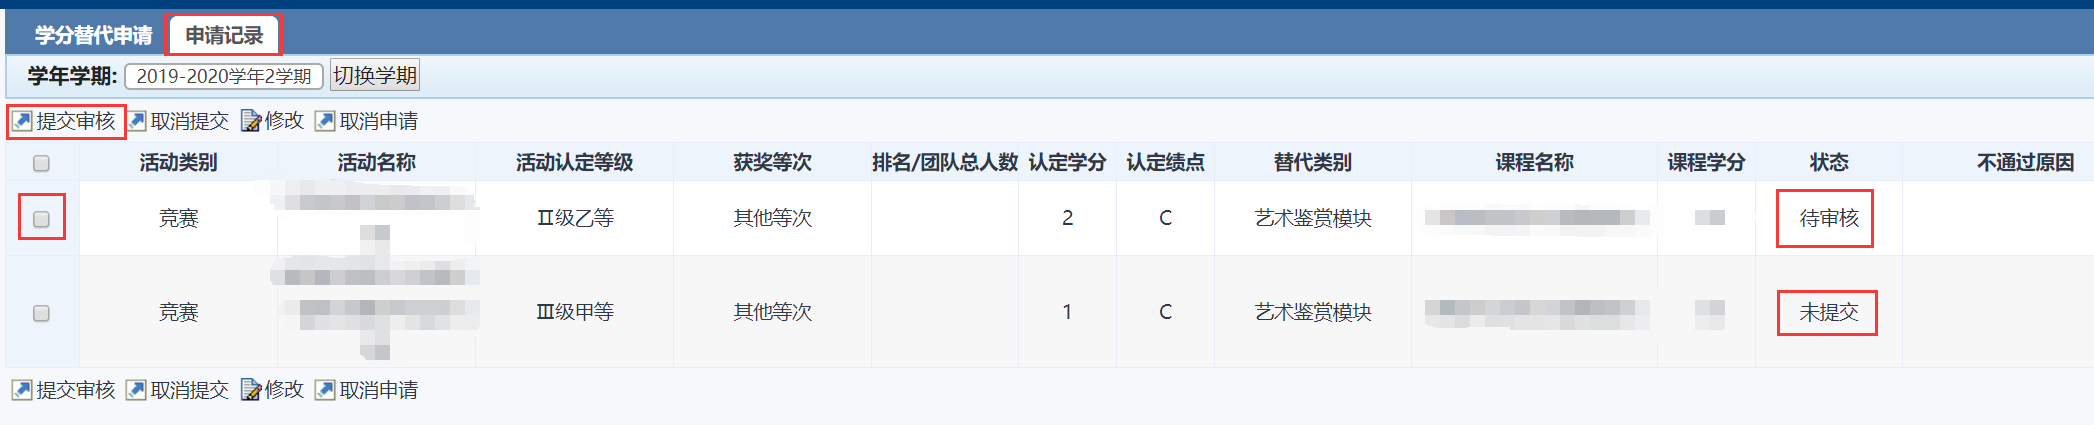 学分替代申请 申请记录
学年学期: 2019-2020学年2学期 切换学期
提交审核 取消提交 修改 取消申请
活动类别 活动名称 活动认定等级 获奖等次 排名/团队总人数 认定学分 认定绩点 替代类别 课程名称 课程学分 状态 不通过原因
竞赛 Ⅱ级乙等 其他等次 2 C 艺术鉴赏模块 待审核
竞赛 Ⅲ级甲等 其他等次 1 C 艺术鉴赏模块 未提交
提交审核 取消提交 修改 取消申请